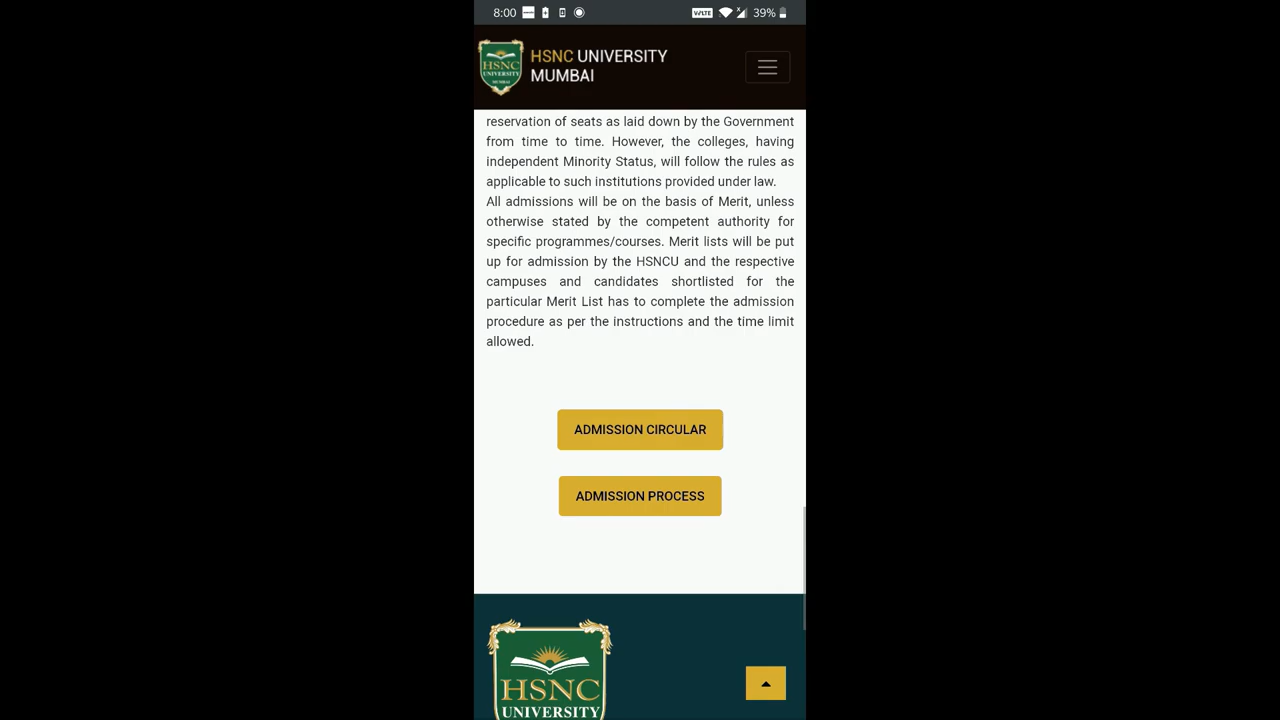 8:00
VoLTE
39%
HSNC UNIVERSITY
MUMBAI
HSNC
UNIVERSITY
MUMBAI
reservation of seats as laid down by the Government
from time to time. However, the colleges, having
independent Minority Status, will follow the rules as
applicable to such institutions provided under law.
All admissions will be on the basis of Merit, unless
otherwise stated by the competent authority for
specific programmes/courses. Merit lists will be put
up for admission by the HSNCU and the respective
campuses and candidates shortlisted for the
particular Merit List has to complete the admission
procedure as per the instructions and the time limit
allowed.
ADMISSION CIRCULAR
ADMISSION PROCESS
HSNC
UNIVERSITY